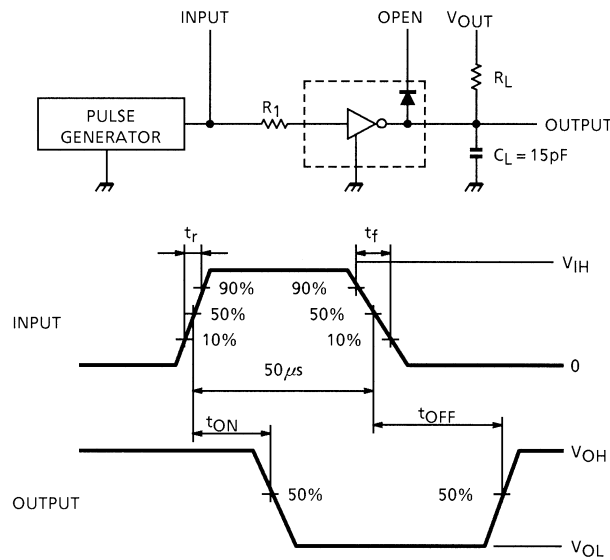 INPUT
OPEN
VOUT
PULSE GENERATOR
R1
RL
OUTPUT
CL = 15pF
tr
tf
VIH
90%
90%
INPUT
50%
50%
10%
10%
0
50μs
tON
tOFF
VOH
OUTPUT
50%
50%
VOL